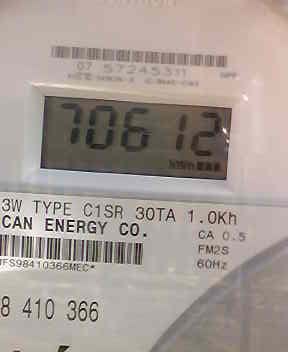 07 57245311
70612
3W TYPE C1SR 30TA 1.0Kh
CAN ENERGY CO.
CA 0.5
FM2S
60Hz
8 410 366